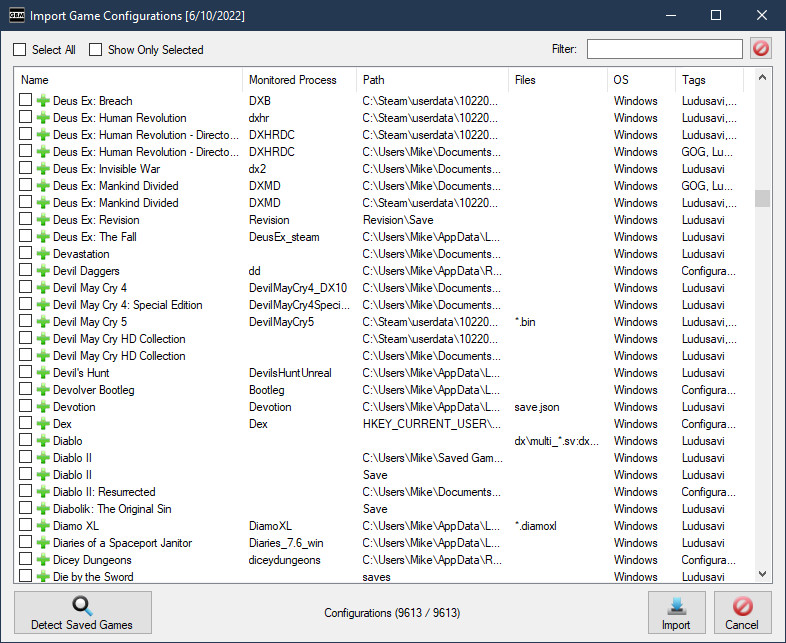 GBM Import Game Configurations [6/10/2022]
Select All Show Only Selected Filter:
Name Monitored Process Path Files OS Tags
Deus Ex: Breach DXB C:\Steam\userdata\10220... Windows Ludusavi,...
Deus Ex: Human Revolution dxhr C:\Steam\userdata\10220... Windows Ludusavi,...
Deus Ex: Human Revolution - Directo... DXHRDC C:\Steam\userdata\10220... Windows Ludusavi,...
Deus Ex: Human Revolution - Directo... DXHRDC C:\Users\Mike\Documents... Windows GOG, Lu...
Deus Ex: Invisible War dx2 C:\Users\Mike\Documents... Windows Ludusavi
Deus Ex: Mankind Divided DXMD C:\Users\Mike\Documents... Windows GOG, Lu...
Deus Ex: Mankind Divided DXMD C:\Steam\userdata\10220... Windows Ludusavi,...
Deus Ex: Revision Revision Revision\Save Windows Ludusavi
Deus Ex: The Fall DeusEx_steam C:\Users\Mike\AppData\L... Windows Ludusavi
Devastation C:\Users\Mike\Documents... Windows Ludusavi
Devil Daggers dd C:\Users\Mike\AppData\R... Windows Configura...
Devil May Cry 4 DevilMayCry4_DX10 C:\Users\Mike\Documents... Windows Ludusavi
Devil May Cry 4: Special Edition DevilMayCry4Speci... C:\Users\Mike\Documents... Windows Ludusavi
Devil May Cry 5 DevilMayCry5 C:\Steam\userdata\10220... *.bin Windows Ludusavi,...
Devil May Cry HD Collection C:\Steam\userdata\10220... Windows Ludusavi,...
Devil May Cry HD Collection C:\Users\Mike\Documents... Windows Ludusavi
Devil's Hunt DevilsHuntUnreal C:\Users\Mike\AppData\L... Windows Ludusavi
Devolver Bootleg Bootleg C:\Users\Mike\AppData\L... Windows Configura...
Devotion Devotion C:\Users\Mike\AppData\L... save.json Windows Ludusavi
Dex Dex HKEY_CURRENT_USER\... Windows Configura...
Diablo dx\multi_*.sv:dx... Windows Ludusavi
Diablo II C:\Users\Mike\Saved Gam... Windows Ludusavi
Diablo II Save Windows Ludusavi
Diablo II: Resurrected C:\Users\Mike\Documents... Windows Configura...
Diabolik: The Original Sin Save Windows Ludusavi
Diamo XL DiamoXL C:\Users\Mike\AppData\L... *.diamoxl Windows Ludusavi
Diaries of a Spaceport Janitor Diaries_7.6_win C:\Users\Mike\AppData\L... Windows Ludusavi
Dicey Dungeons diceydungeons C:\Users\Mike\AppData\R... Windows Configura...
Die by the Sword saves Windows Ludusavi
Detect Saved Games Configurations (9613 / 9613) Import Cancel